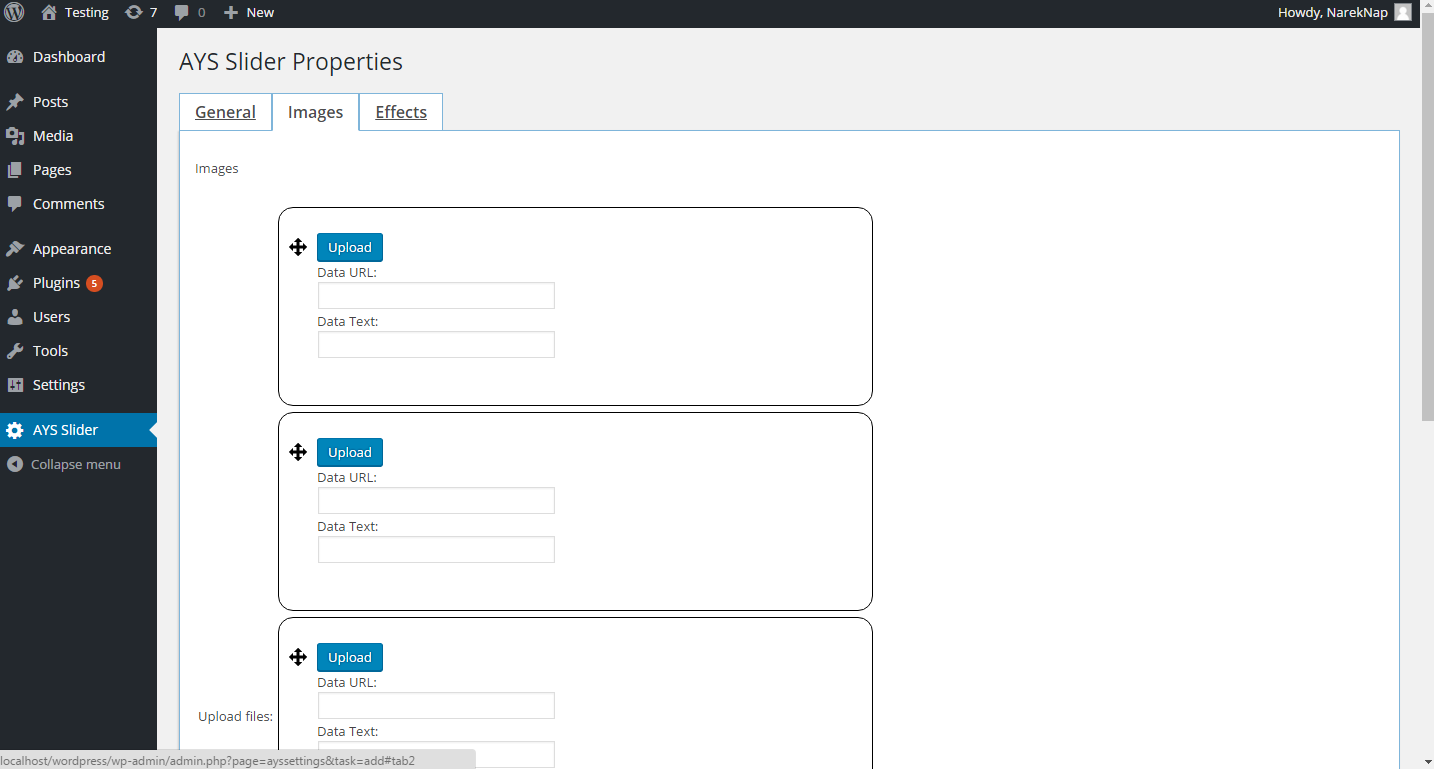 Testing 7 0 New Howdy, NarekNap
Dashboard
Posts
Media
Pages
Comments
Appearance
Plugins 5
Users
Tools
Settings
AYS Slider
Collapse menu
AYS Slider Properties
General Images Effects
Images
Upload
Data URL:
Data Text:
Upload
Data URL:
Data Text:
Upload
Data URL:
Upload files:
Data Text:
localhost/wordpress/wp-admin/admin.php?page=ayssettings&task=add#tab2